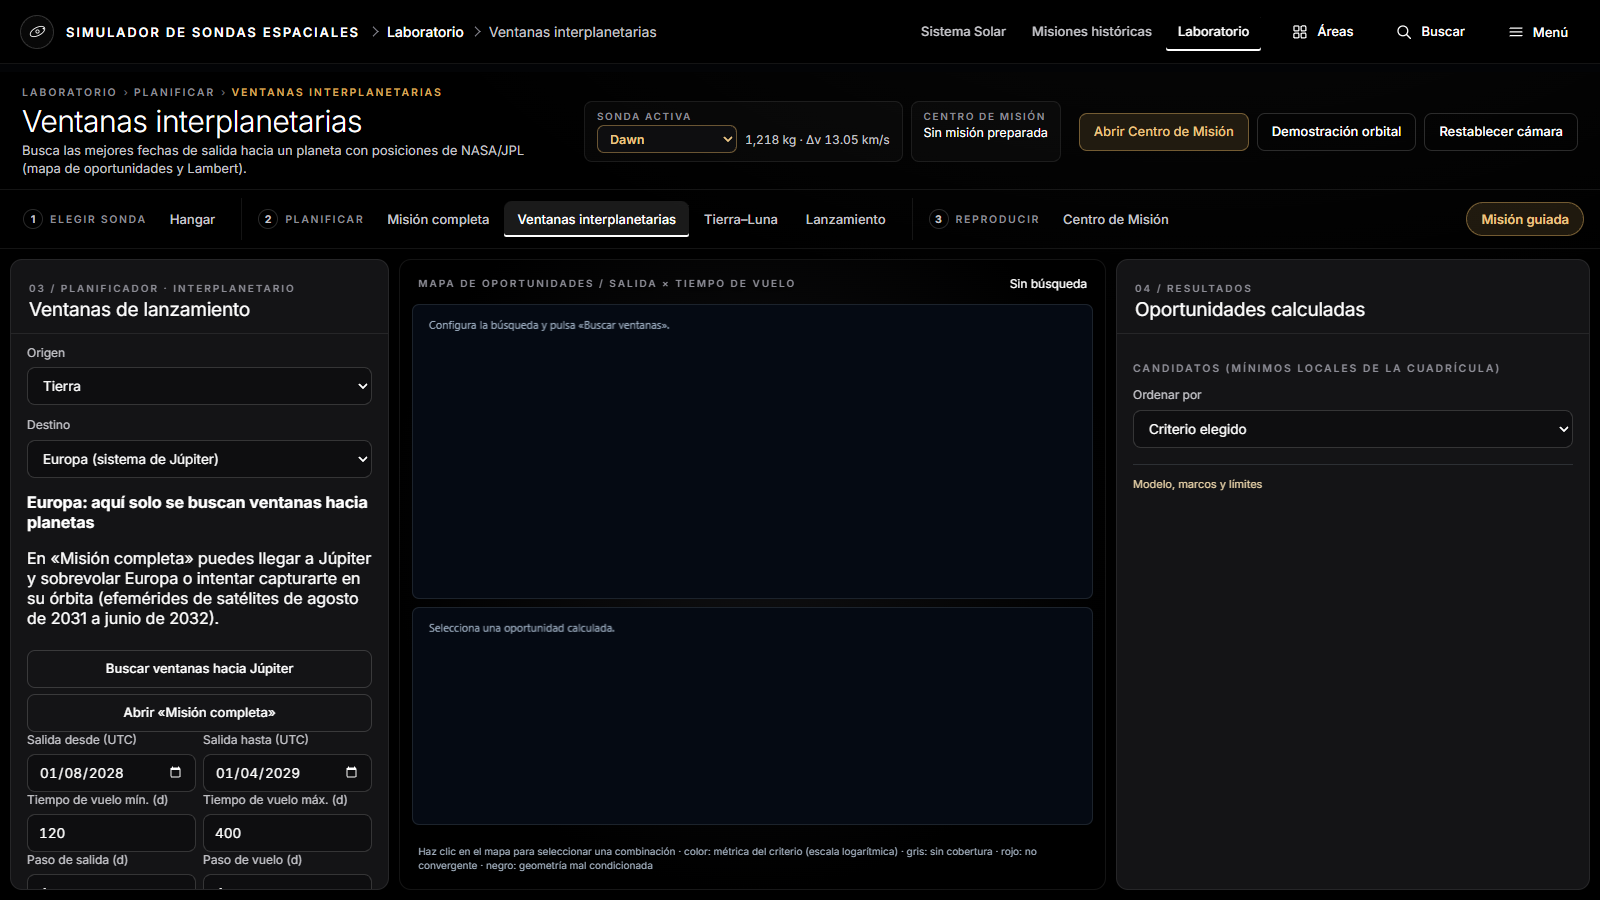 SIMULADOR DE SONDAS ESPACIALES > Laboratorio > Ventanas interplanetarias
Sistema Solar Misiones históricas Laboratorio Áreas Buscar Menú
LABORATORIO › PLANIFICAR › VENTANAS INTERPLANETARIAS
Ventanas interplanetarias
Busca las mejores fechas de salida hacia un planeta con posiciones de NASA/JPL
(mapa de oportunidades y Lambert).
SONDA ACTIVA
Dawn 1,218 kg · Δv 13.05 km/s
CENTRO DE MISIÓN
Sin misión preparada
Abrir Centro de Misión
Demostración orbital
Restablecer cámara
1 ELEGIR SONDA Hangar 2 PLANIFICAR Misión completa Ventanas interplanetarias Tierra–Luna Lanzamiento 3 REPRODUCIR Centro de Misión Misión guiada
03 / PLANIFICADOR · INTERPLANETARIO
Ventanas de lanzamiento
Origen
Tierra
Destino
Europa (sistema de Júpiter)
Europa: aquí solo se buscan ventanas hacia
planetas
En «Misión completa» puedes llegar a Júpiter
y sobrevolar Europa o intentar capturarte en
su órbita (efemérides de satélites de agosto
de 2031 a junio de 2032).
Buscar ventanas hacia Júpiter
Abrir «Misión completa»
Salida desde (UTC) Salida hasta (UTC)
01/08/2028 01/04/2029
Tiempo de vuelo mín. (d) Tiempo de vuelo máx. (d)
120 400
Paso de salida (d) Paso de vuelo (d)
MAPA DE OPORTUNIDADES / SALIDA × TIEMPO DE VUELO
Sin búsqueda
Configura la búsqueda y pulsa «Buscar ventanas».
Selecciona una oportunidad calculada.
Haz clic en el mapa para seleccionar una combinación · color: métrica del criterio (escala logarítmica) · gris: sin cobertura · rojo: no
convergente · negro: geometría mal condicionada
04 / RESULTADOS
Oportunidades calculadas
CANDIDATOS (MÍNIMOS LOCALES DE LA CUADRÍCULA)
Ordenar por
Criterio elegido
Modelo, marcos y límites